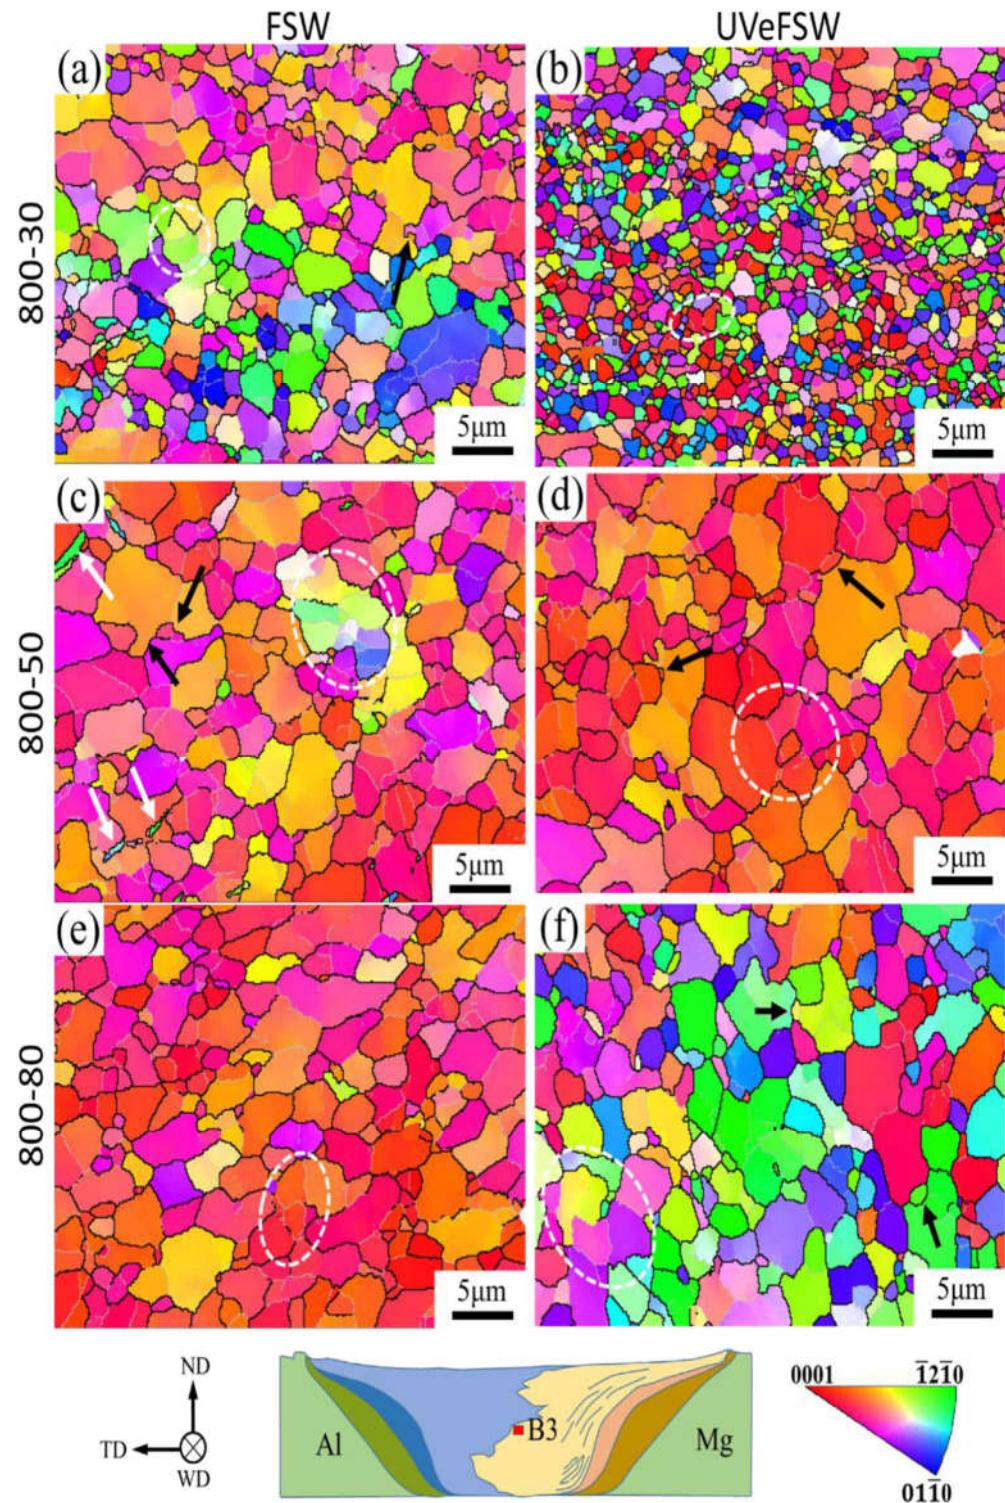 FSW UVeFSW
(a) (b)
800-30
5μm 5μm
(c) (d)
800-50
5μm 5μm
(e) (f)
800-80
5μm 5μm
ND
TD
WD
Al B3 Mg
0001 1̅21̅0
011̅0